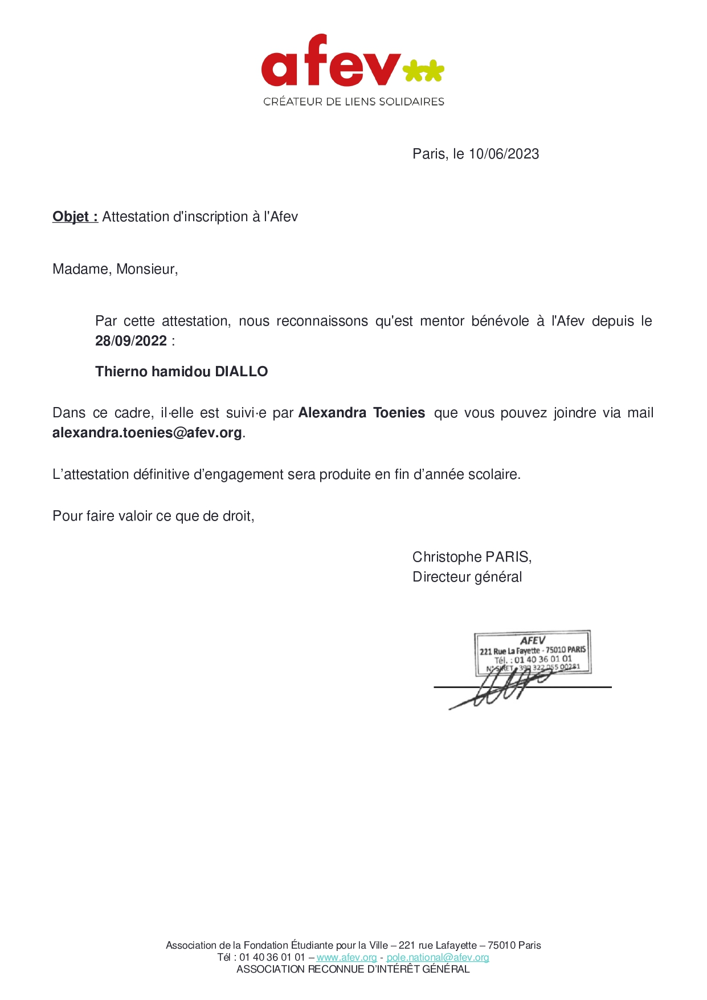 afev
CRÉATEUR DE LIENS SOLIDAIRES
Paris, le 10/06/2023
Objet : Attestation d'inscription à l'Afev
Madame, Monsieur,
Par cette attestation, nous reconnaissons qu'est mentor bénévole à l'Afev depuis le
28/09/2022 :
Thierno hamidou DIALLO
Dans ce cadre, il·elle est suivi·e par Alexandra Toenies que vous pouvez joindre via mail
alexandra.toenies@afev.org.
L’attestation définitive d’engagement sera produite en fin d’année scolaire.
Pour faire valoir ce que de droit,
Christophe PARIS,
Directeur général
AFEV
221 Rue La Fayette - 75010 PARIS
Tél. : 01 40 36 01 01
N° SIRET : 390 322 055 00281
Association de la Fondation Étudiante pour la Ville – 221 rue Lafayette – 75010 Paris
Tél : 01 40 36 01 01 – www.afev.org - pole.national@afev.org
ASSOCIATION RECONNUE D’INTÉRÊT GÉNÉRAL